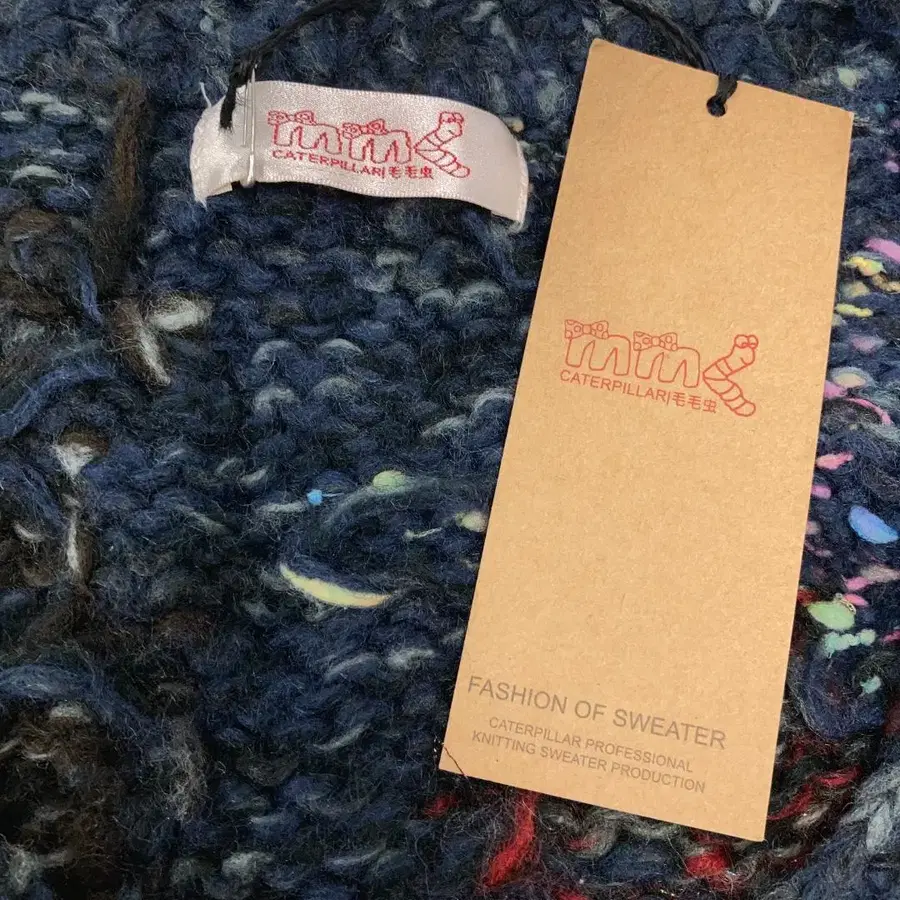 mm
CATERPILLAR|毛毛虫
mm
CATERPILLAR|毛毛虫
FASHION OF SWEATER
CATERPILLAR PROFESSIONAL
KNITTING SWEATER PRODUCTION